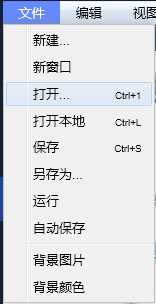 文件 编辑 视图
新建...
新窗口
打开... Ctrl+1
打开本地 Ctrl+L
保存 Ctrl+S
另存为...
运行
自动保存
背景图片
背景颜色